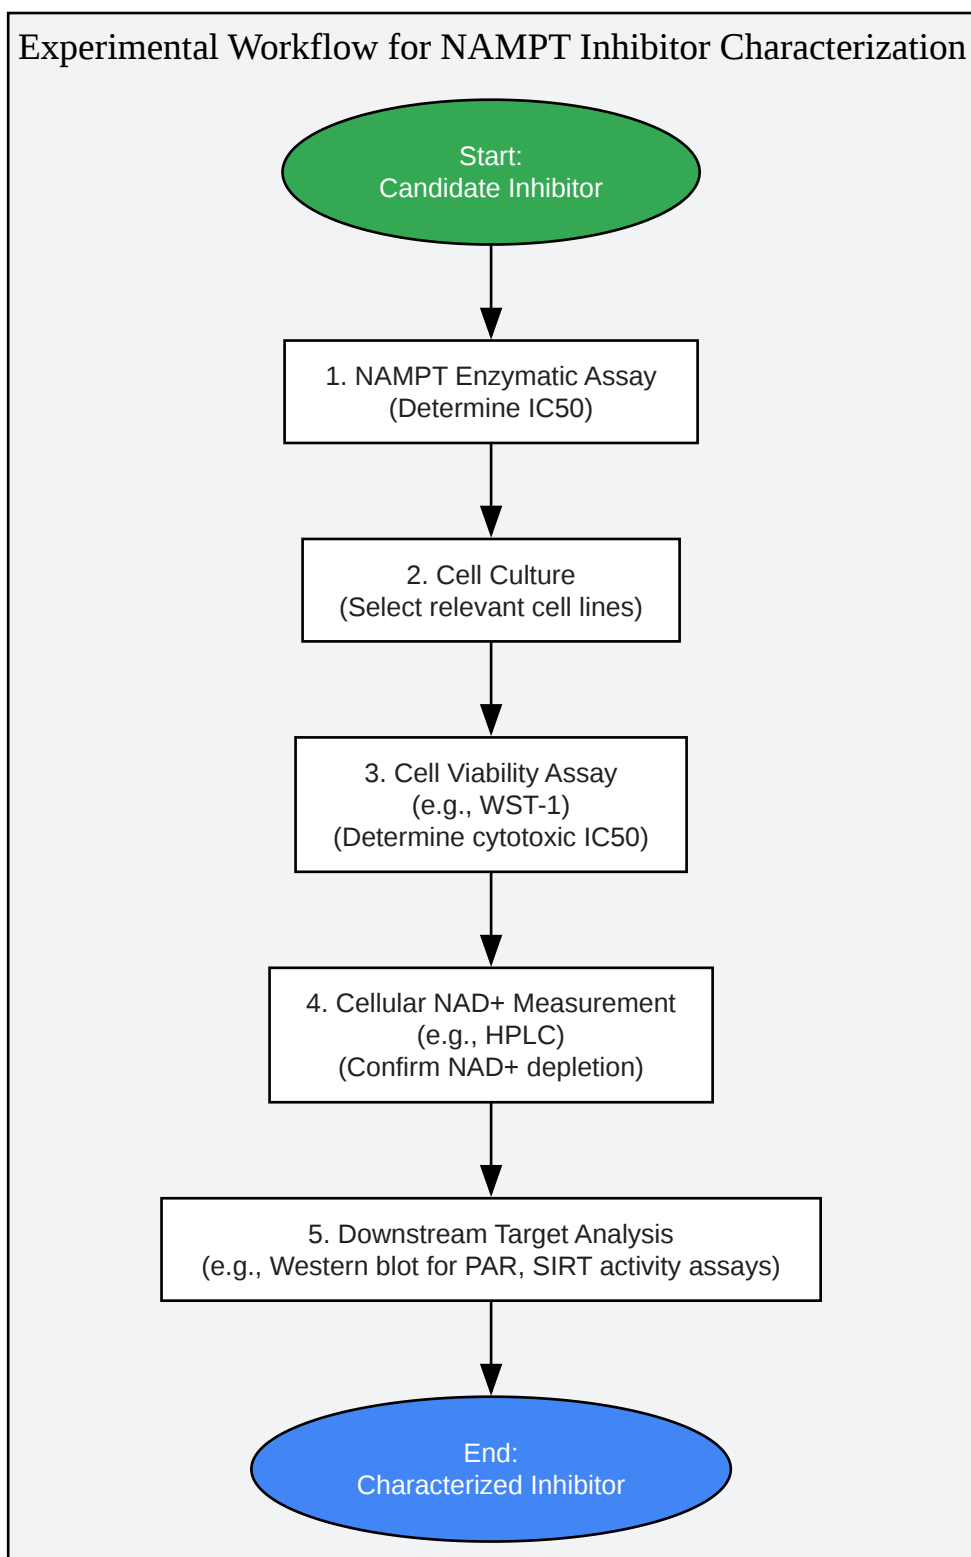 Experimental Workflow for NAMPT Inhibitor Characterization
Start:
Candidate Inhibitor
1. NAMPT Enzymatic Assay
(Determine IC50)
2. Cell Culture
(Select relevant cell lines)
3. Cell Viability Assay
(e.g., WST-1)
(Determine cytotoxic IC50)
4. Cellular NAD+ Measurement
(e.g., HPLC)
(Confirm NAD+ depletion)
5. Downstream Target Analysis
(e.g., Western blot for PAR, SIRT activity assays)
End:
Characterized Inhibitor